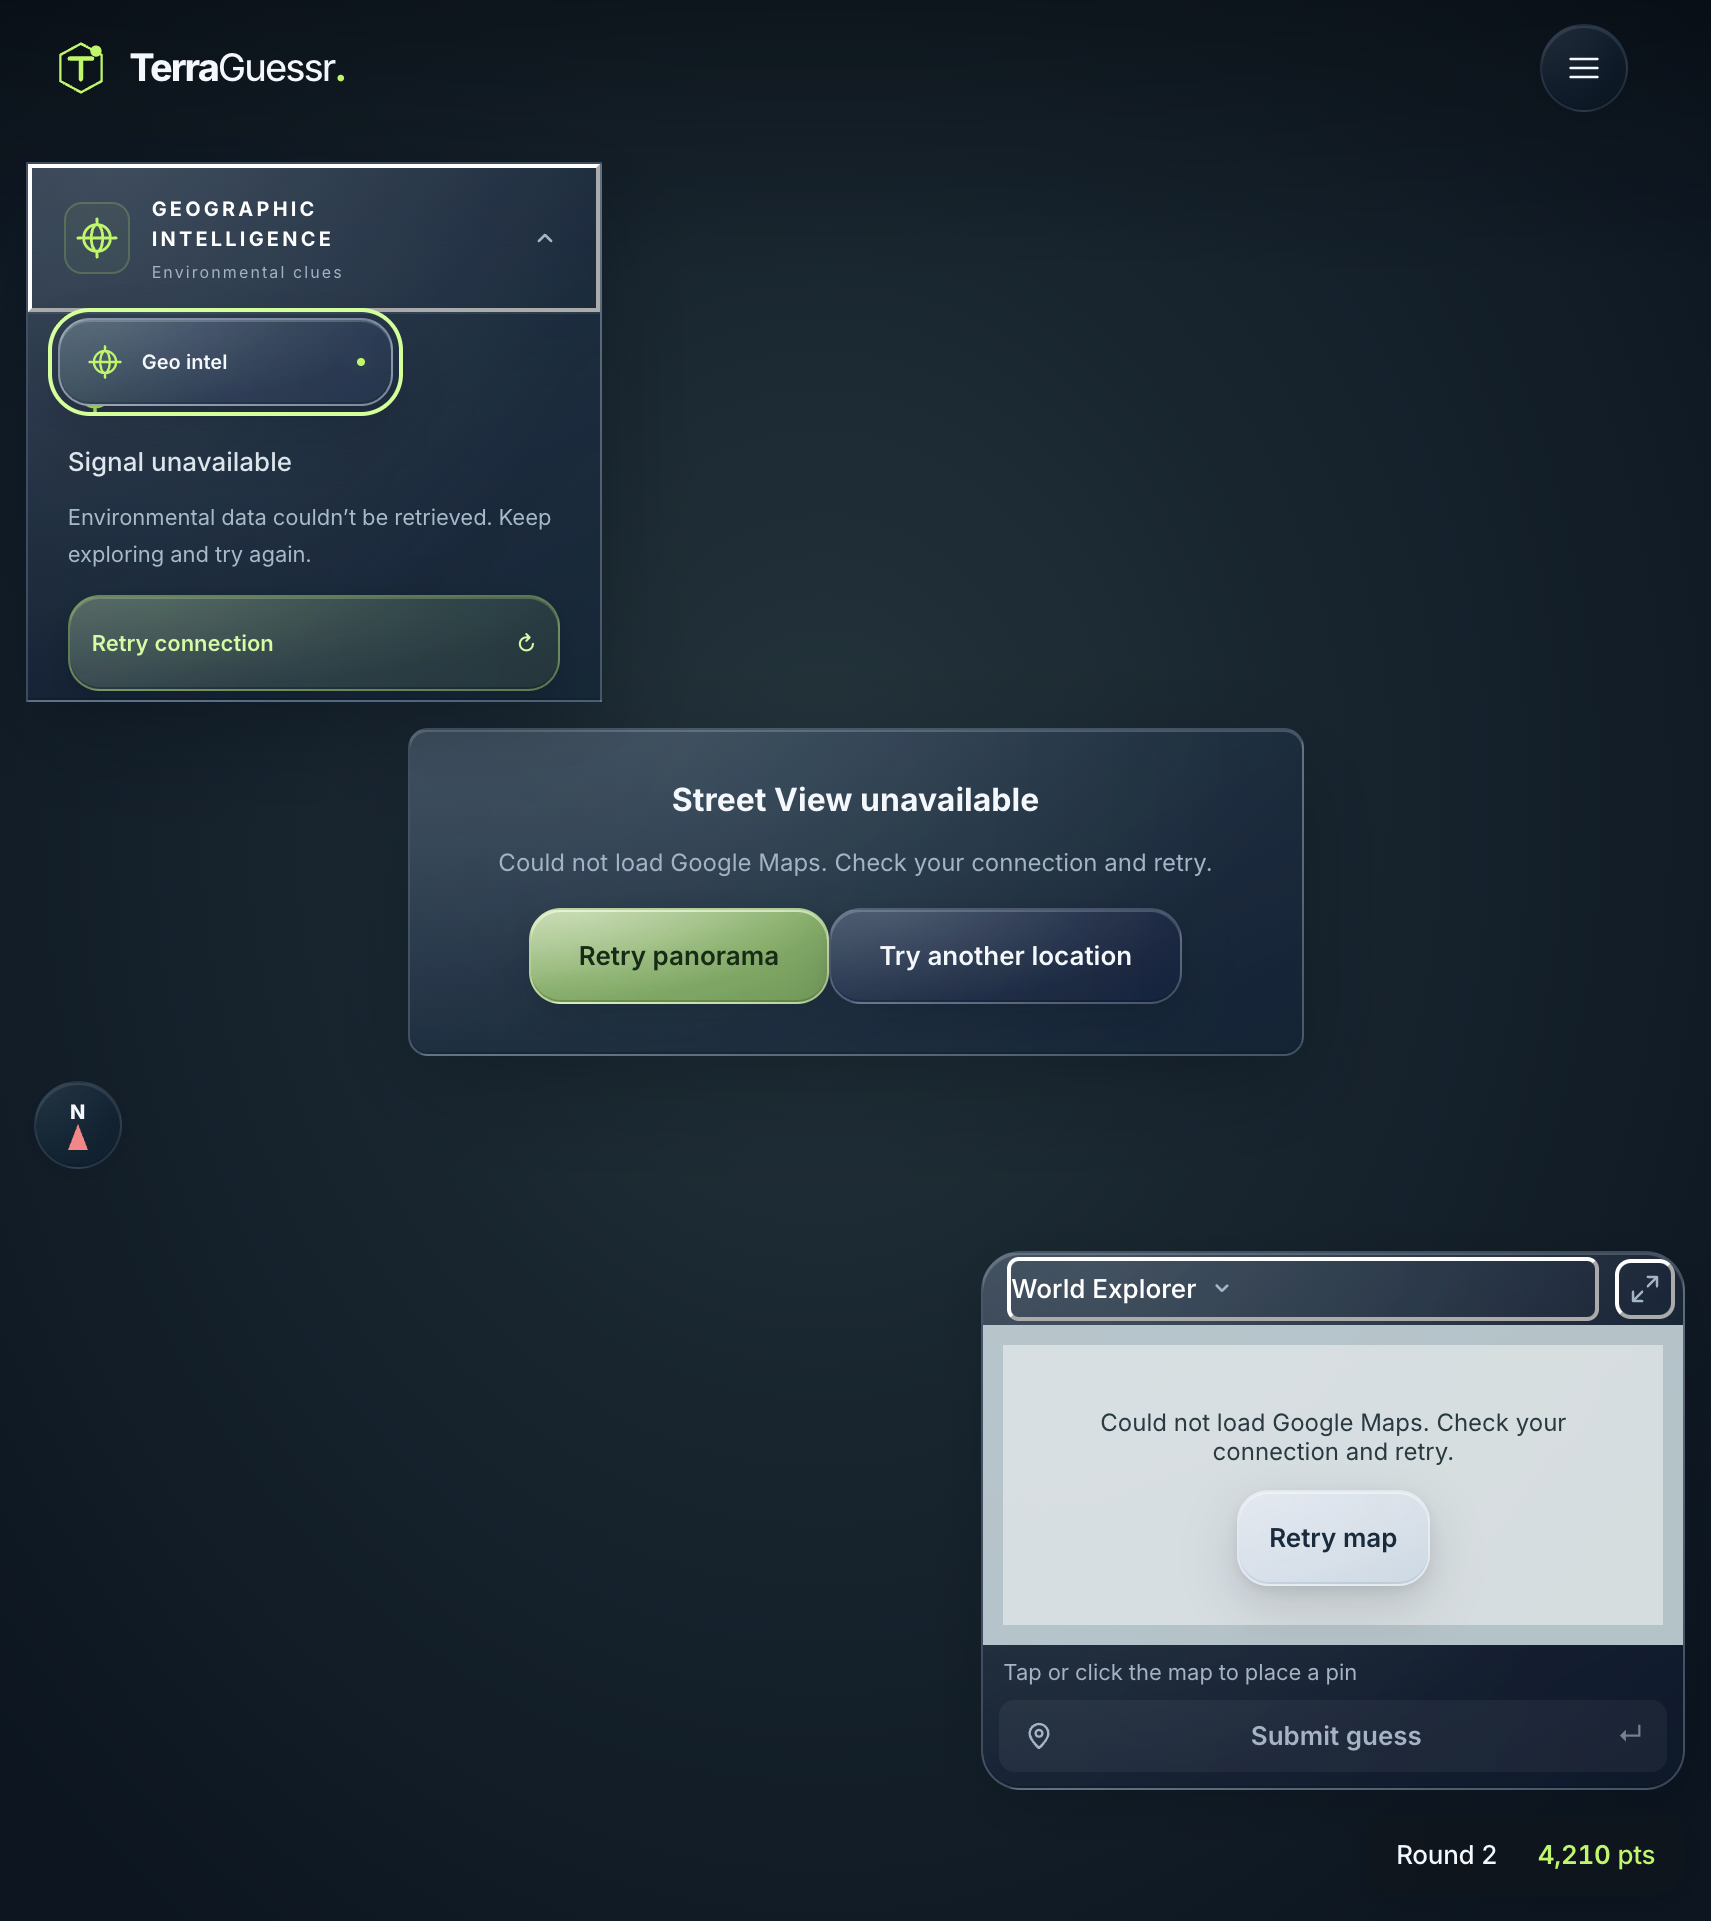 TerraGuessr.
GEOGRAPHIC
INTELLIGENCE
Environmental clues
Geo intel
Signal unavailable
Environmental data couldn’t be retrieved. Keep
exploring and try again.
Retry connection
Street View unavailable
Could not load Google Maps. Check your connection and retry.
Retry panorama
Try another location
N
World Explorer
Could not load Google Maps. Check your
connection and retry.
Retry map
Tap or click the map to place a pin
Submit guess
Round 2
4,210 pts